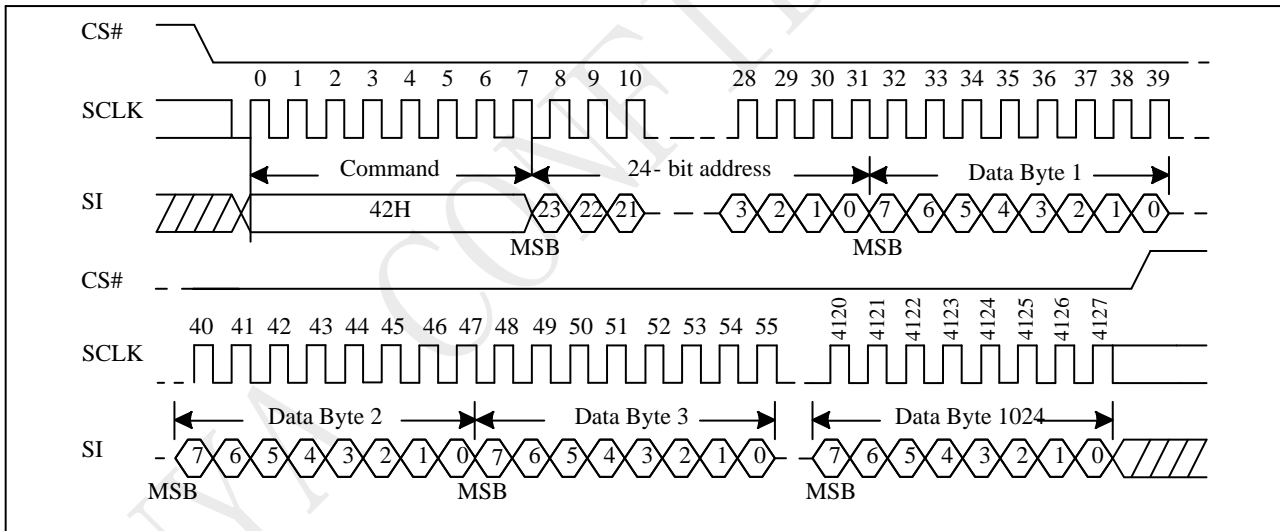 CS#
0 1 2 3 4 5 6 7 8 9 10 28 29 30 31 32 33 34 35 36 37 38 39
SCLK
Command 24- bit address Data Byte 1
SI 42H 23 22 21 3 2 1 0 7 6 5 4 3 2 1 0
MSB MSB
CS#
40 41 42 43 44 45 46 47 48 49 50 51 52 53 54 55 4120 4121 4122 4123 4124 4125 4126 4127
SCLK
Data Byte 2 Data Byte 3 Data Byte 1024
SI 7 6 5 4 3 2 1 0 7 6 5 4 3 2 1 0 7 6 5 4 3 2 1 0
MSB MSB MSB